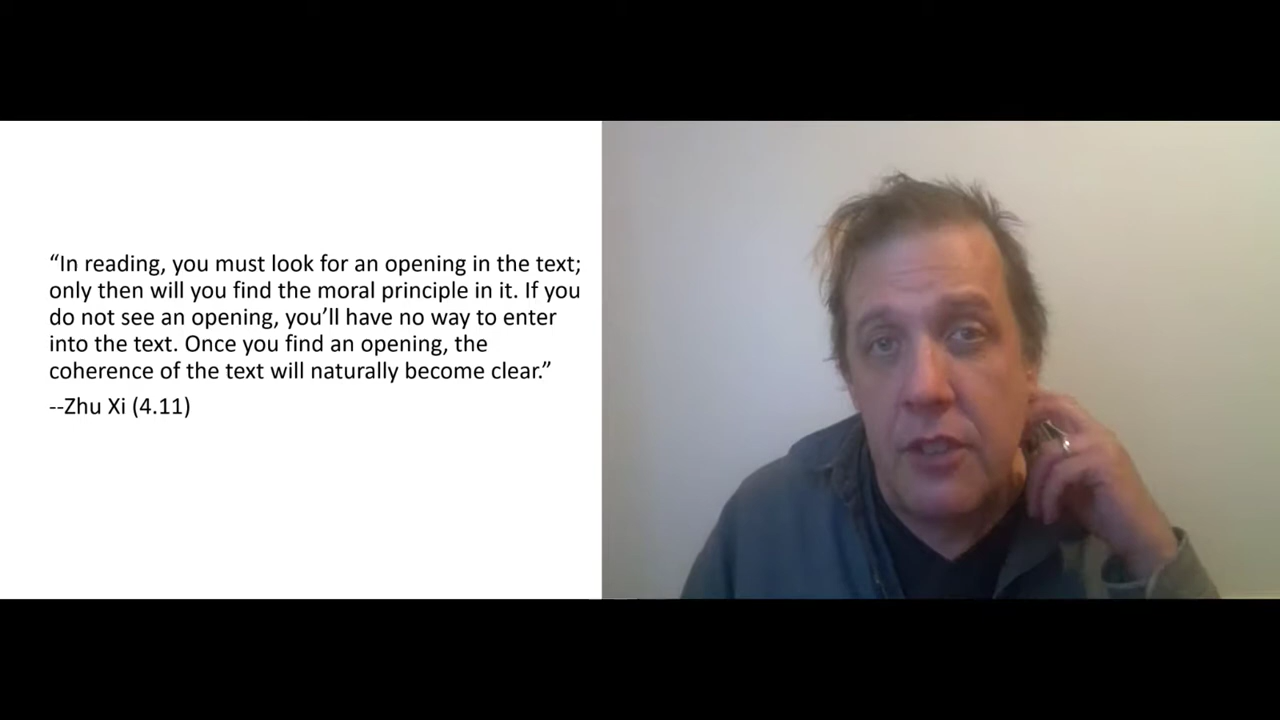 “In reading, you must look for an opening in the text;
only then will you find the moral principle in it. If you
do not see an opening, you’ll have no way to enter
into the text. Once you find an opening, the
coherence of the text will naturally become clear.”
--Zhu Xi (4.11)